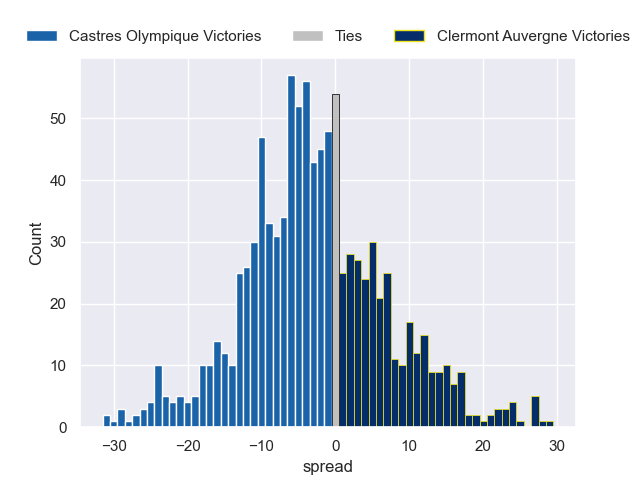 Castres Olympique Victories Ties Clermont Auvergne Victories
50
40
30
20
10
0
Count
−30 −20 −10 0 10 20 30
spread